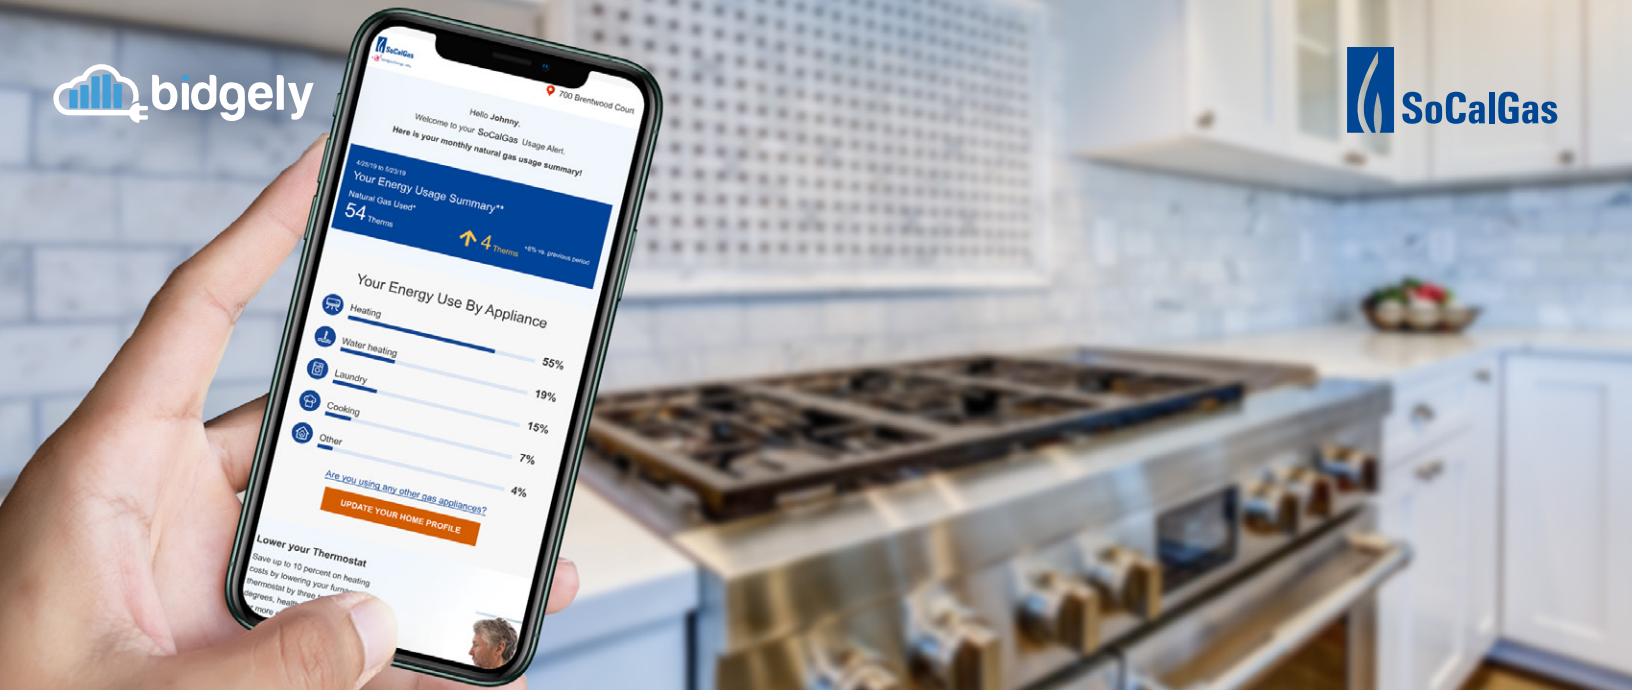 bidgely
SoCalGas
SoCalGas
700 Brentwood Court
Hello Johnny,
Welcome to your SoCalGas Usage Alert.
Here is your monthly natural gas usage summary!
4/25/19 to 5/23/19
Your Energy Usage Summary**
Natural Gas Used*
54 Therms
4 Therms
+8% vs. previous period
Your Energy Use By Appliance
Heating
55%
Water heating
19%
Laundry
15%
Cooking
7%
Other
4%
Are you using any other gas appliances?
UPDATE YOUR HOME PROFILE
Lower your Thermostat
Save up to 10 percent on heating
costs by lowering your
thermostat by three
degrees,
more